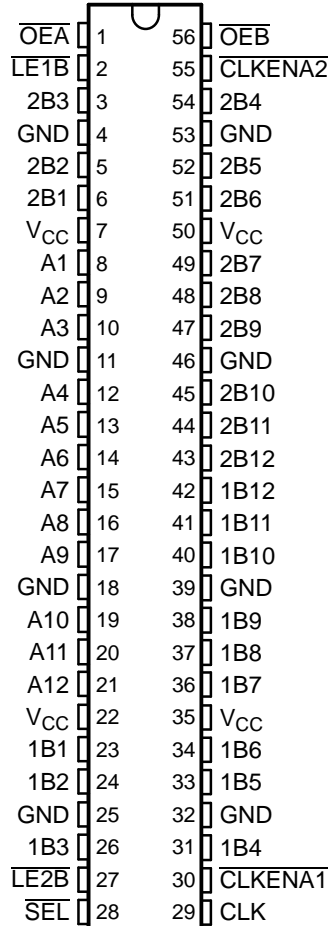 OEA 1 56 OEB
LE1B 2 55 CLKENA2
2B3 3 54 2B4
GND 4 53 GND
2B2 5 52 2B5
2B1 6 51 2B6
VCC 7 50 VCC
A1 8 49 2B7
A2 9 48 2B8
A3 10 47 2B9
GND 11 46 GND
A4 12 45 2B10
A5 13 44 2B11
A6 14 43 2B12
A7 15 42 1B12
A8 16 41 1B11
A9 17 40 1B10
GND 18 39 GND
A10 19 38 1B9
A11 20 37 1B8
A12 21 36 1B7
VCC 22 35 VCC
1B1 23 34 1B6
1B2 24 33 1B5
GND 25 32 GND
1B3 26 31 1B4
LE2B 27 30 CLKENA1
SEL 28 29 CLK